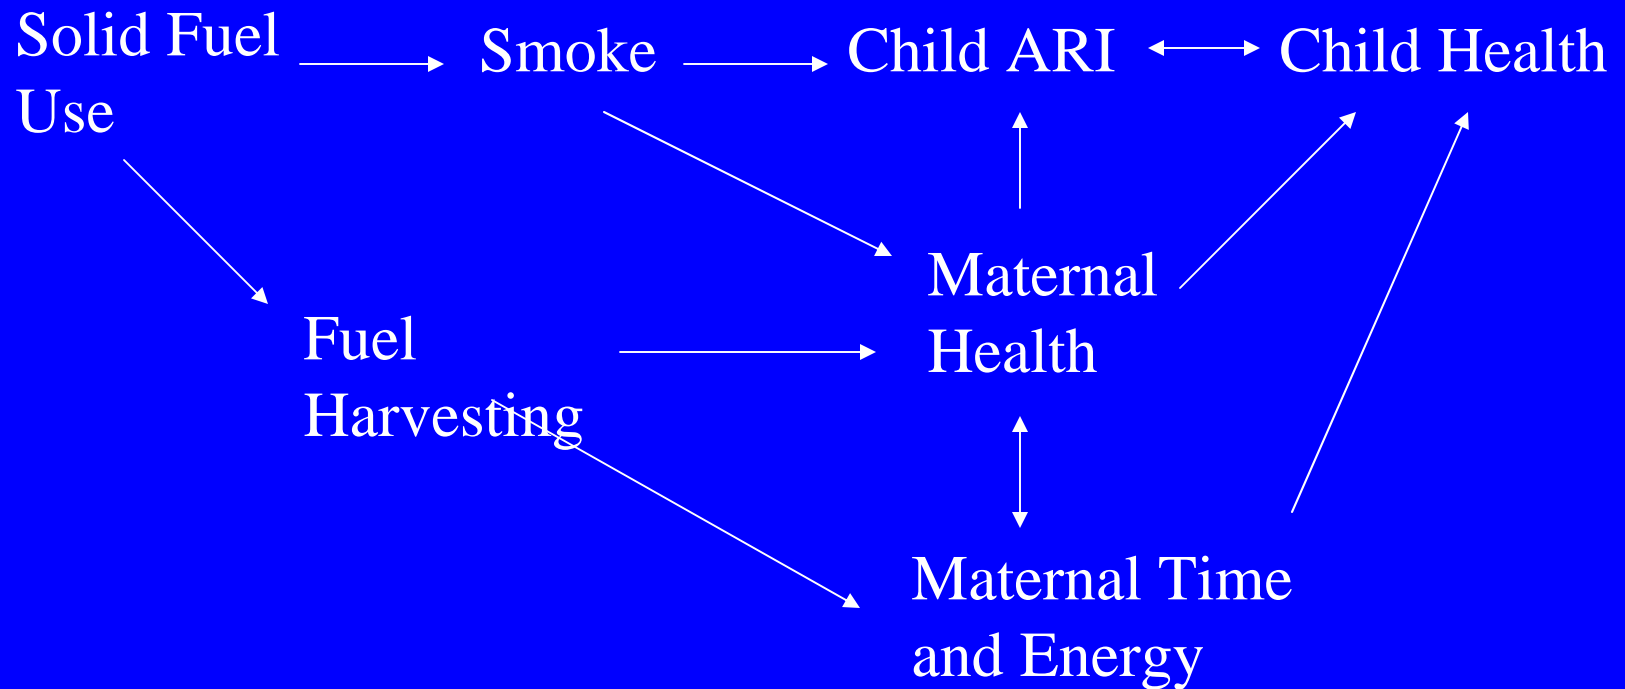 Solid Fuel
Use
Smoke
Child ARI
Child Health
Maternal
Health
Fuel
Harvesting
Maternal Time
and Energy